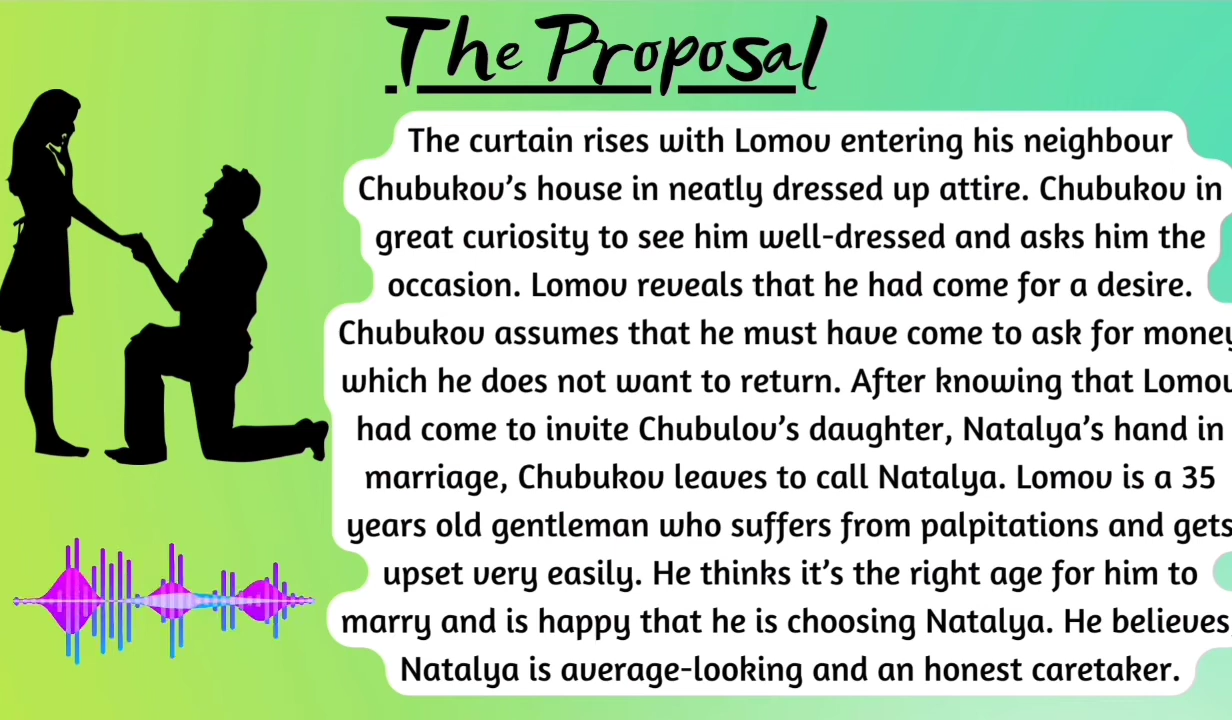 The Proposal
The curtain rises with Lomov entering his neighbour
Chubukov's house in neatly dressed up attire. Chubukov in
great curiosity to see him well-dressed and asks him the
occasion. Lomov reveals that he had come for a desire.
Chubukov assumes that he must have come to ask for money
which he does not want to return. After knowing that Lomov
had come to invite Chubulov's daughter, Natalya's hand in
marriage, Chubukov leaves to call Natalya. Lomov is a 35
years old gentleman who suffers from palpitations and gets
upset very easily. He thinks it's the right age for him to
marry and is happy that he is choosing Natalya. He believes
Natalya is average-looking and an honest caretaker.